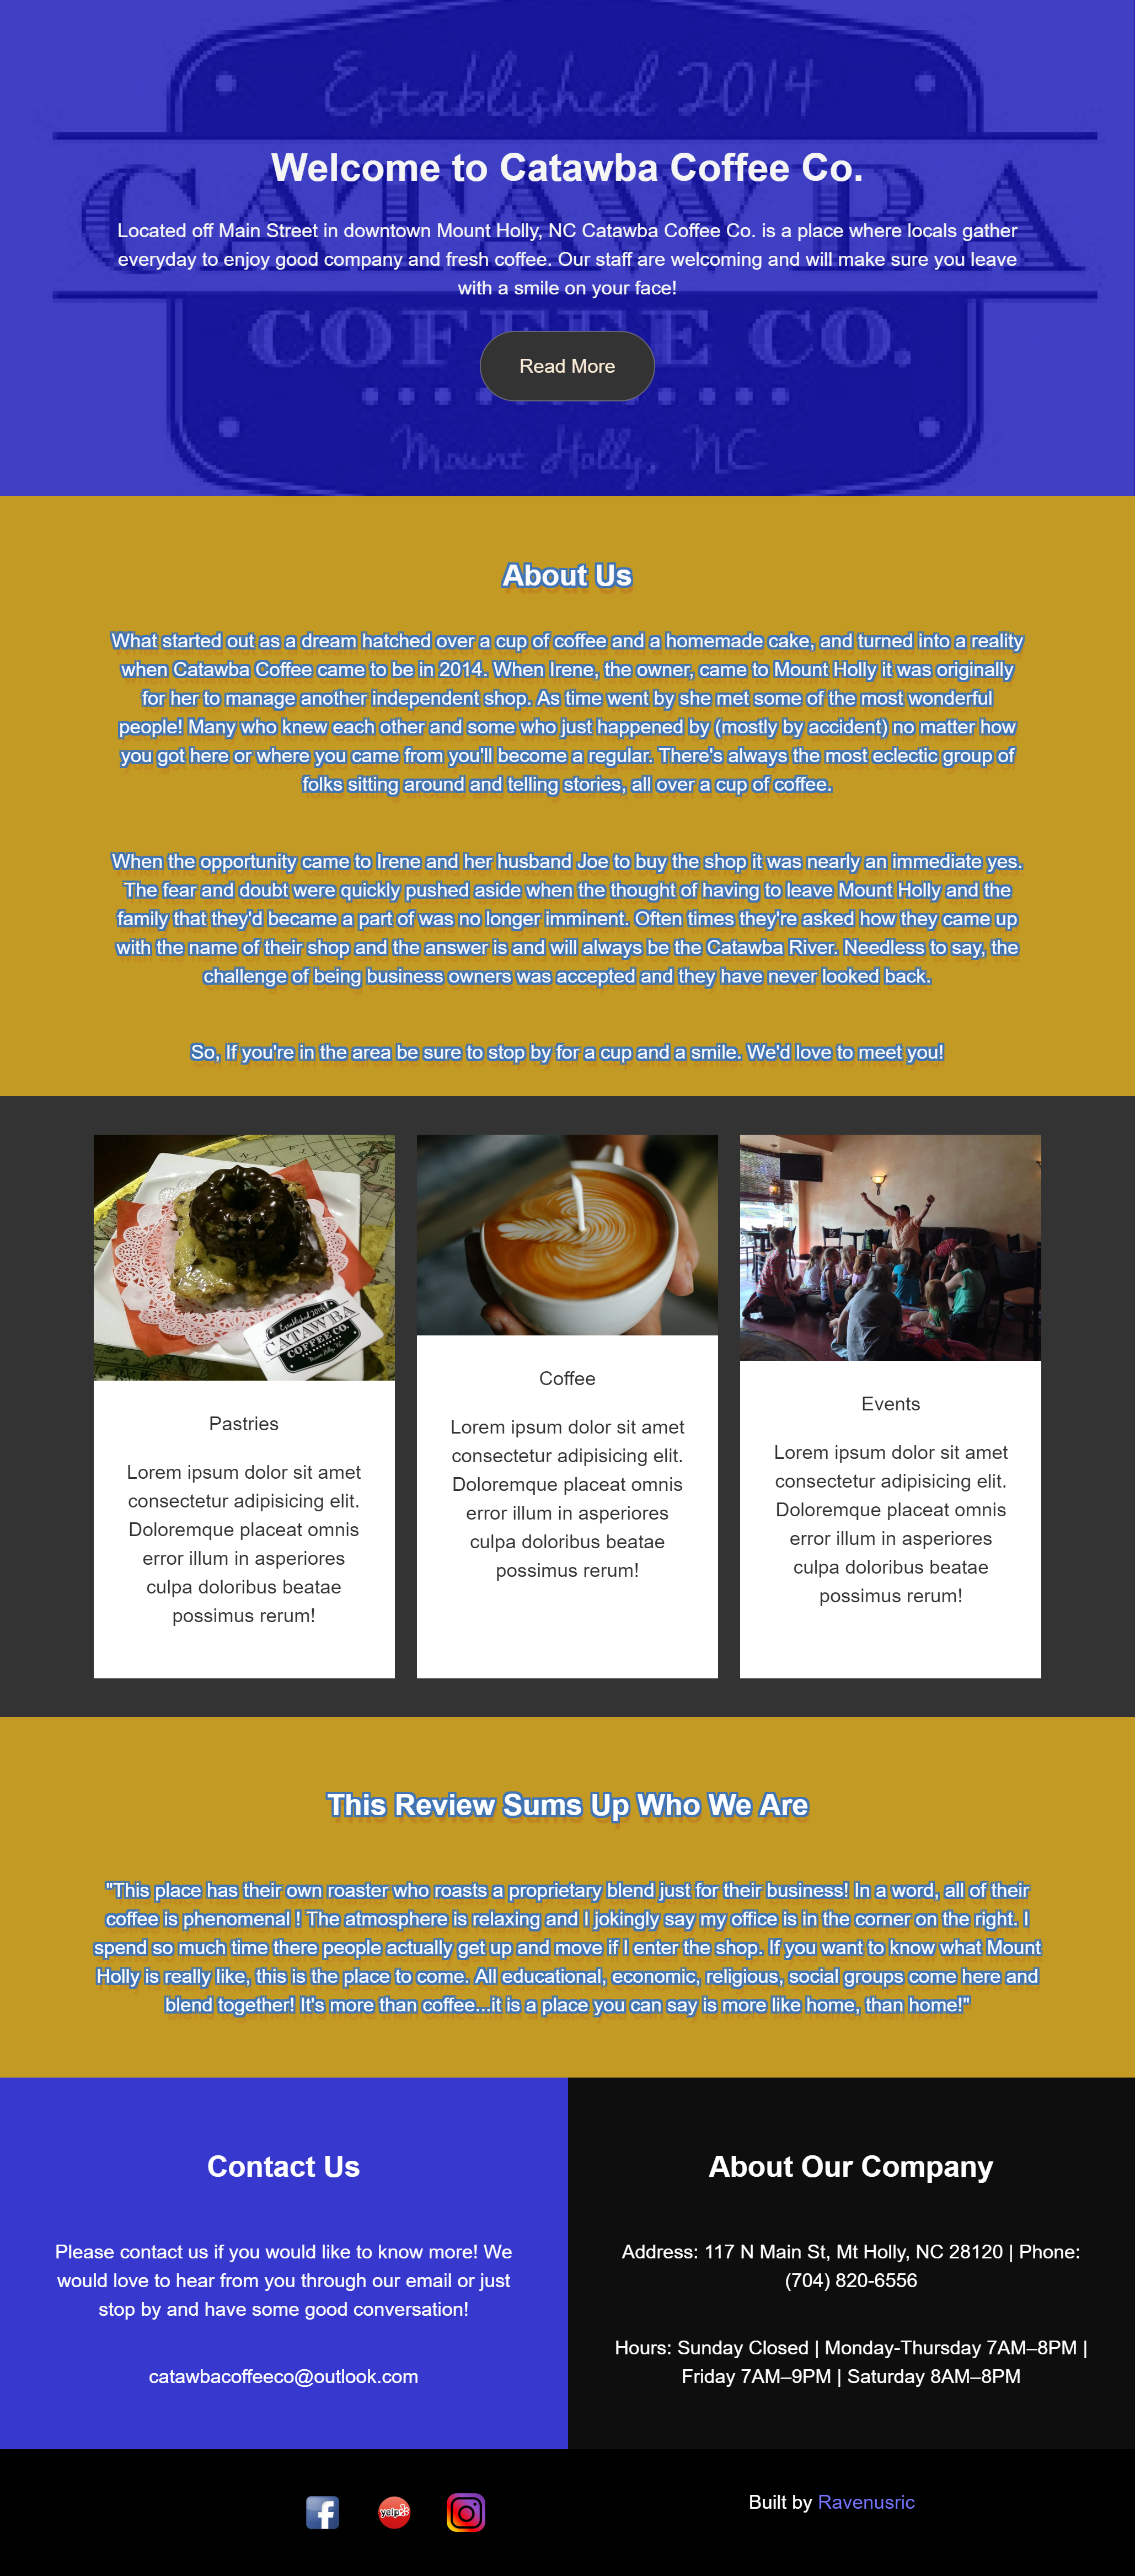 Established 2014
CATAWBA
Welcome to Catawba Coffee Co.
Located off Main Street in downtown Mount Holly, NC Catawba Coffee Co. is a place where locals gather
everyday to enjoy good company and fresh coffee. Our staff are welcoming and will make sure you leave
with a smile on your face!
COFFEE CO.
Read More
Mount Holly, NC
About Us
What started out as a dream hatched over a cup of coffee and a homemade cake, and turned into a reality
when Catawba Coffee came to be in 2014. When Irene, the owner, came to Mount Holly it was originally
for her to manage another independent shop. As time went by she met some of the most wonderful
people! Many who knew each other and some who just happened by (mostly by accident) no matter how
you got here or where you came from you'll become a regular. There's always the most eclectic group of
folks sitting around and telling stories, all over a cup of coffee.
When the opportunity came to Irene and her husband Joe to buy the shop it was nearly an immediate yes.
The fear and doubt were quickly pushed aside when the thought of having to leave Mount Holly and the
family that they'd became a part of was no longer imminent. Often times they're asked how they came up
with the name of their shop and the answer is and will always be the Catawba River. Needless to say, the
challenge of being business owners was accepted and they have never looked back.
So, If you're in the area be sure to stop by for a cup and a smile. We'd love to meet you!
Established 2014
CATAWBA
COFFEE CO.
Mount Holly, NC
Pastries
Lorem ipsum dolor sit amet
consectetur adipisicing elit.
Doloremque placeat omnis
error illum in asperiores
culpa doloribus beatae
possimus rerum!
Coffee
Lorem ipsum dolor sit amet
consectetur adipisicing elit.
Doloremque placeat omnis
error illum in asperiores
culpa doloribus beatae
possimus rerum!
Events
Lorem ipsum dolor sit amet
consectetur adipisicing elit.
Doloremque placeat omnis
error illum in asperiores
culpa doloribus beatae
possimus rerum!
This Review Sums Up Who We Are
"This place has their own roaster who roasts a proprietary blend just for their business! In a word, all of their
coffee is phenomenal ! The atmosphere is relaxing and I jokingly say my office is in the corner on the right. I
spend so much time there people actually get up and move if I enter the shop. If you want to know what Mount
Holly is really like, this is the place to come. All educational, economic, religious, social groups come here and
blend together! It's more than coffee...it is a place you can say is more like home, than home!"
Contact Us
Please contact us if you would like to know more! We
would love to hear from you through our email or just
stop by and have some good conversation!
catawbacoffeeco@outlook.com
About Our Company
Address: 117 N Main St, Mt Holly, NC 28120 | Phone:
(704) 820-6556
Hours: Sunday Closed | Monday-Thursday 7AM–8PM |
Friday 7AM–9PM | Saturday 8AM–8PM
yelp
Built by Ravenusric